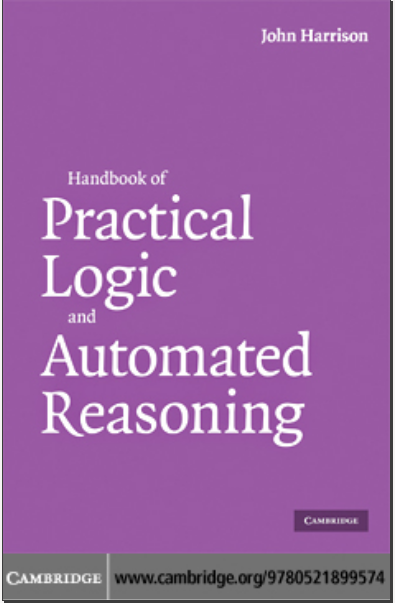 John Harrison
Handbook of
Practical
Logic
and
Automated
Reasoning
CAMBRIDGE
CAMBRIDGE www.cambridge.org/9780521899574